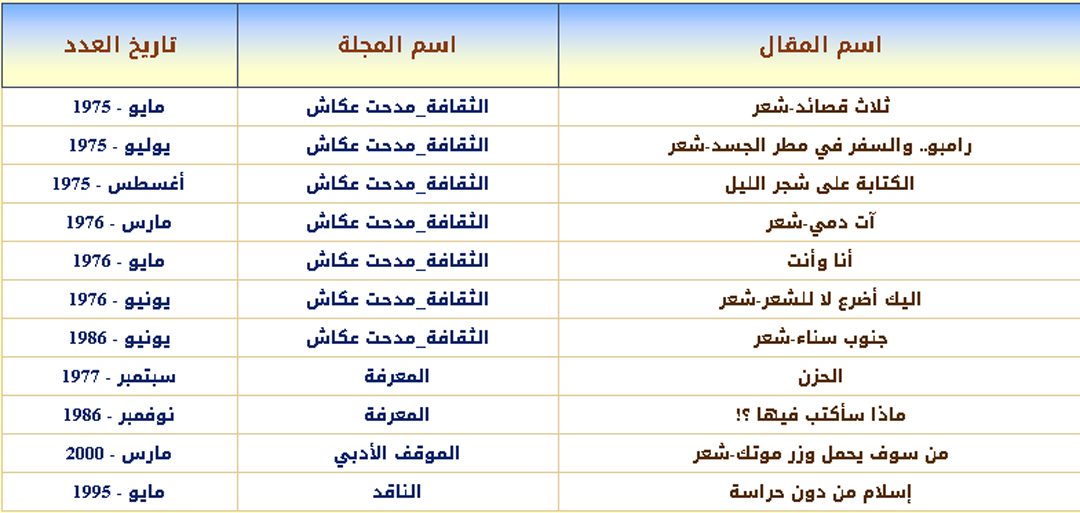 اسم المقال اسم المجلة تاريخ العدد
ثلاث قصائد-شعر الثقافة_مدحت عكاش مايو - 1975
رامبو.. والسفر في مطر الجسد-شعر الثقافة_مدحت عكاش يوليو - 1975
الكتابة على شجر الليل الثقافة_مدحت عكاش أغسطس - 1975
آت دمي-شعر الثقافة_مدحت عكاش مارس - 1976
أنا وأنت الثقافة_مدحت عكاش مايو - 1976
اليك أضرع لا للشعر-شعر الثقافة_مدحت عكاش يونيو - 1976
جنوب سناء-شعر الثقافة_مدحت عكاش يونيو - 1986
الحزن المعرفة سبتمبر - 1977
ماذا سأكتب فيها ؟! المعرفة نوفمبر - 1986
من سوف يحمل وزر موتك-شعر الموقف الأدبي مارس - 2000
إسلام من دون حراسة الناقد مايو - 1995